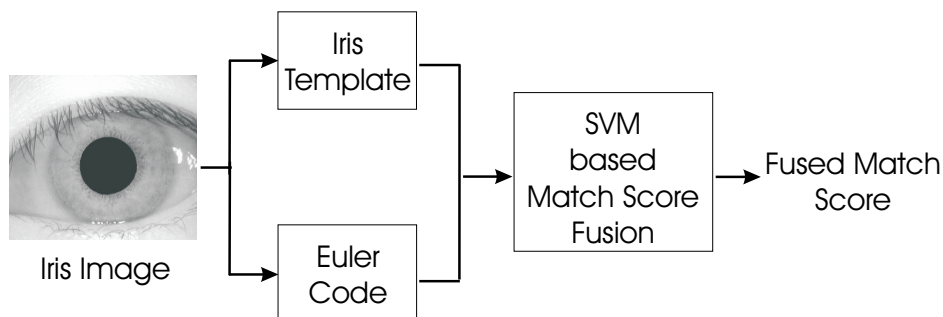 Iris Image
Iris
Template
Euler
Code
SVM
based
Match Score
Fusion
Fused Match
Score